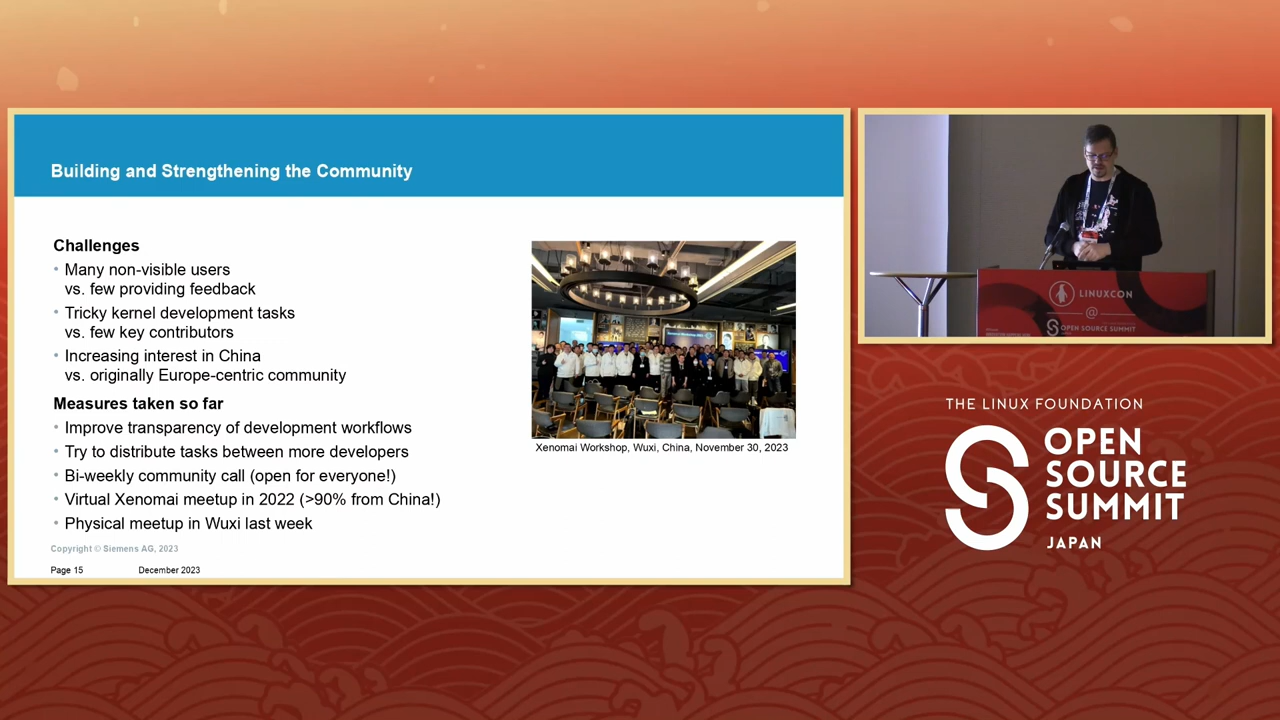 Building and Strengthening the Community
Challenges
• Many non-visible users
vs. few providing feedback
• Tricky kernel development tasks
vs. few key contributors
• Increasing interest in China
vs. originally Europe-centric community
Measures taken so far
• Improve transparency of development workflows
• Try to distribute tasks between more developers
• Bi-weekly community call (open for everyone!)
• Virtual Xenomai meetup in 2022 (>90% from China!)
• Physical meetup in Wuxi last week
Xenomai Workshop, Wuxi, China, November 30, 2023
Copyright © Siemens AG, 2023
Page 15 December 2023
LINUXCON
@
OPEN SOURCE SUMMIT
THE LINUX FOUNDATION
OPEN
SOURCE
SUMMIT
JAPAN